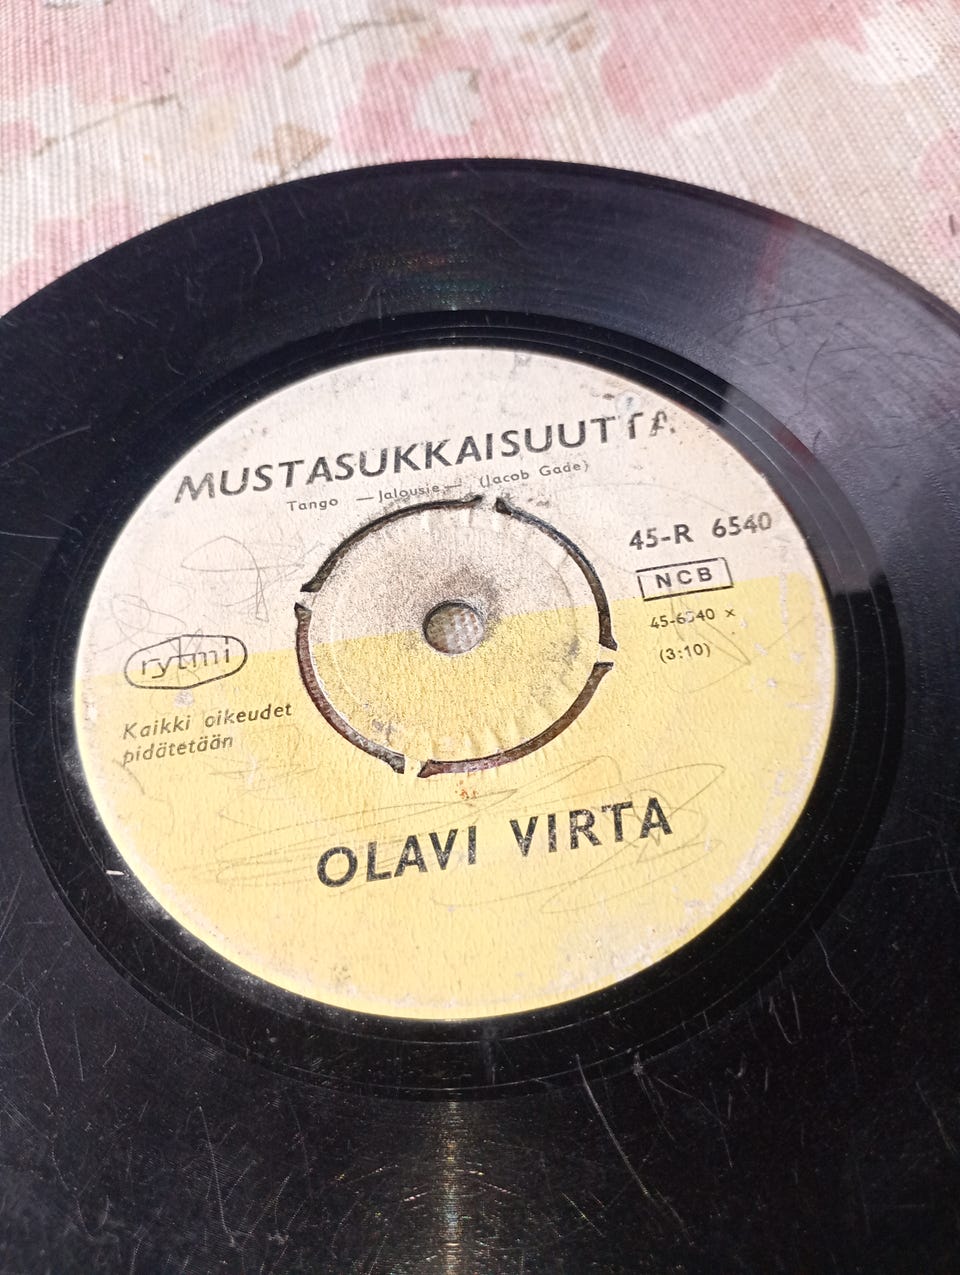 MUSTASUKKAISUUTTA
Tango — Jalousie — (Jacob Gade)
45-R 6540
NCB
45-6540 x
(3:10)
rytmi
Kaikki oikeudet
pidätetään
OLAVI VIRTA